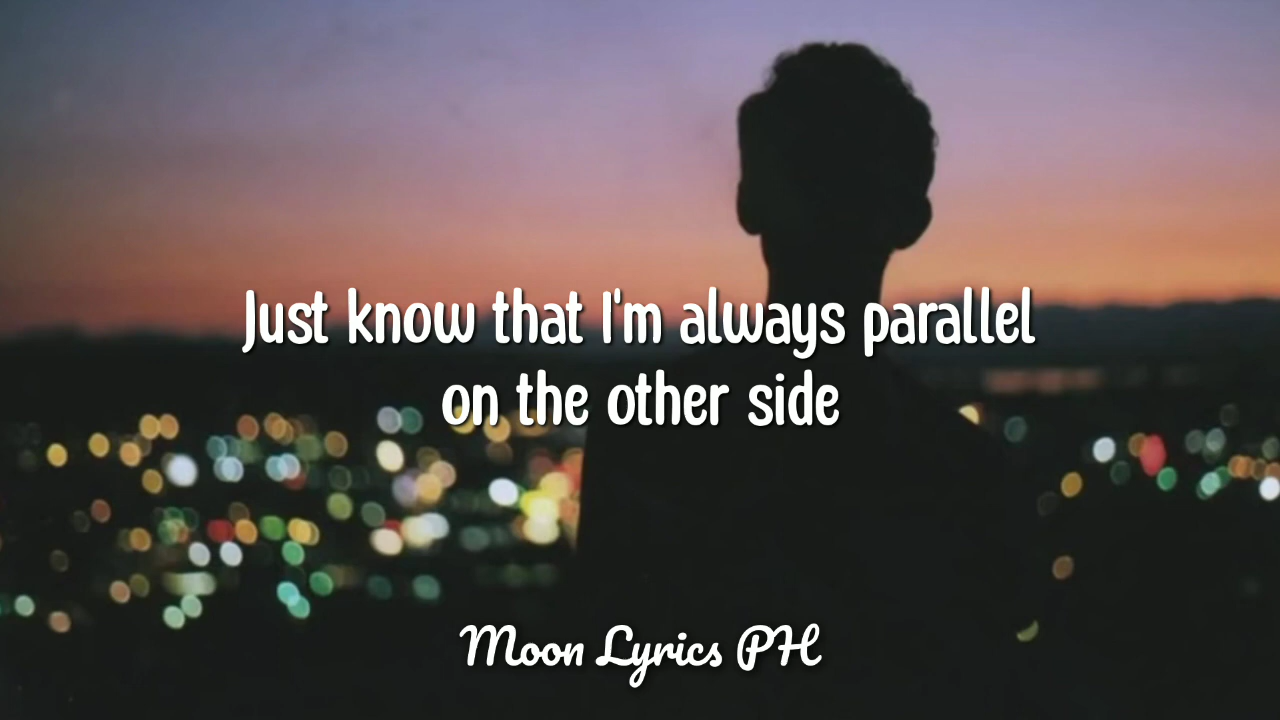 Just know that I'm always parallel
on the other side
Moon Lyrics PH